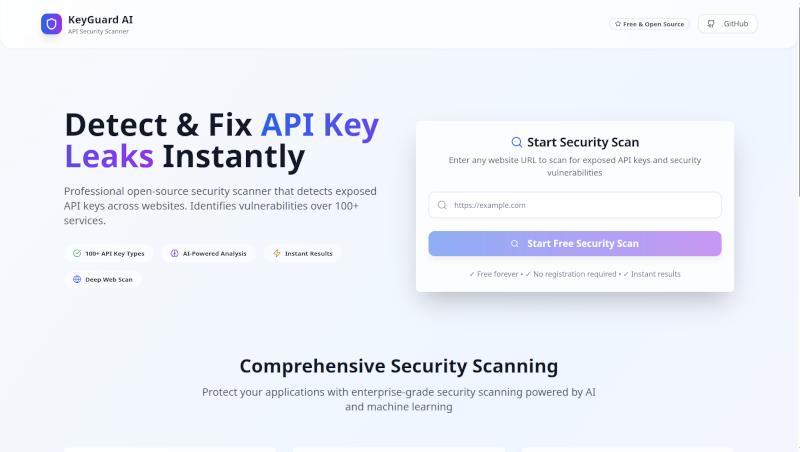 KeyGuard AI
API Security Scanner
Free & Open Source
GitHub
Detect & Fix API Key
Leaks Instantly
Professional open-source security scanner that detects exposed
API keys across websites. Identifies vulnerabilities over 100+
services.
100+ API Key Types
AI-Powered Analysis
Instant Results
Deep Web Scan
Start Security Scan
Enter any website URL to scan for exposed API keys and security
vulnerabilities
https://example.com
Start Free Security Scan
✓ Free forever • ✓ No registration required • ✓ Instant results
Comprehensive Security Scanning
Protect your applications with enterprise-grade security scanning powered by AI
and machine learning